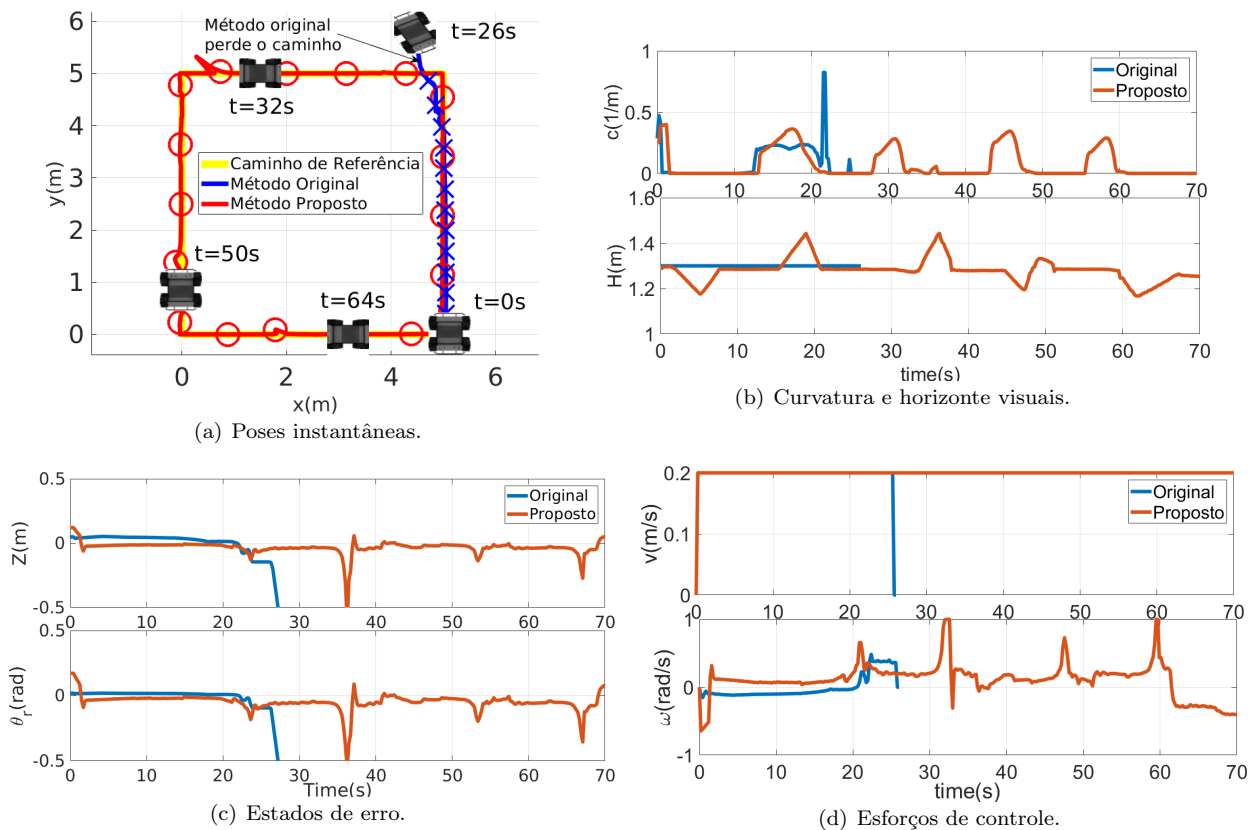 6
5
4
3
2
1
0
y(m)
Método original
perde o caminho
t=26s
t=32s
Caminho de Referência
Método Original
Método Proposto
t=50s
t=64s
t=0s
0
2
4
6
x(m)
(a) Poses instantâneas.
1
0.5
0
c(1/m)
Original
Proposto
0
10
20
30
40
50
60
70
1.6
1.4
1.2
1
H(m)
0
10
20
30
40
50
60
70
time(s)
(b) Curvatura e horizonte visuais.
0.5
0
-0.5
Z(m)
Original
Proposto
0
10
20
30
40
50
60
70
0.5
0
-0.5
θr(rad)
0
10
20
30
40
50
60
70
Time(s)
(c) Estados de erro.
0.2
0.1
0
v(m/s)
Original
Proposto
0
10
20
30
40
50
60
70
1
0
-1
ω(rad/s)
0
10
20
30
40
50
60
70
time(s)
(d) Esforços de controle.